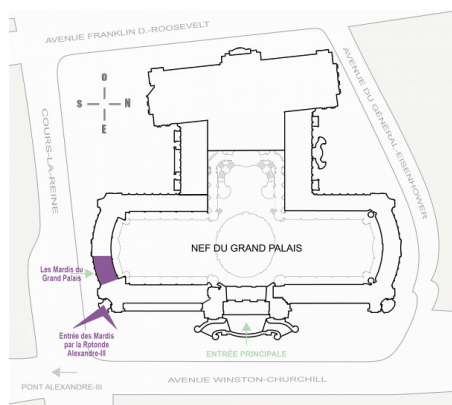 AVENUE FRANKLIN D.-ROOSEVELT
AVENUE DU GÉNÉRAL-EISENHOWER
COURS-LA-REINE
O
S
N
E
NEF DU GRAND PALAIS
Les Mardis du
Grand Palais
Entrée des Mardis
par la Rotonde
Alexandre-III
ENTRÉE PRINCIPALE
PONT ALEXANDRE-III
AVENUE WINSTON-CHURCHILL